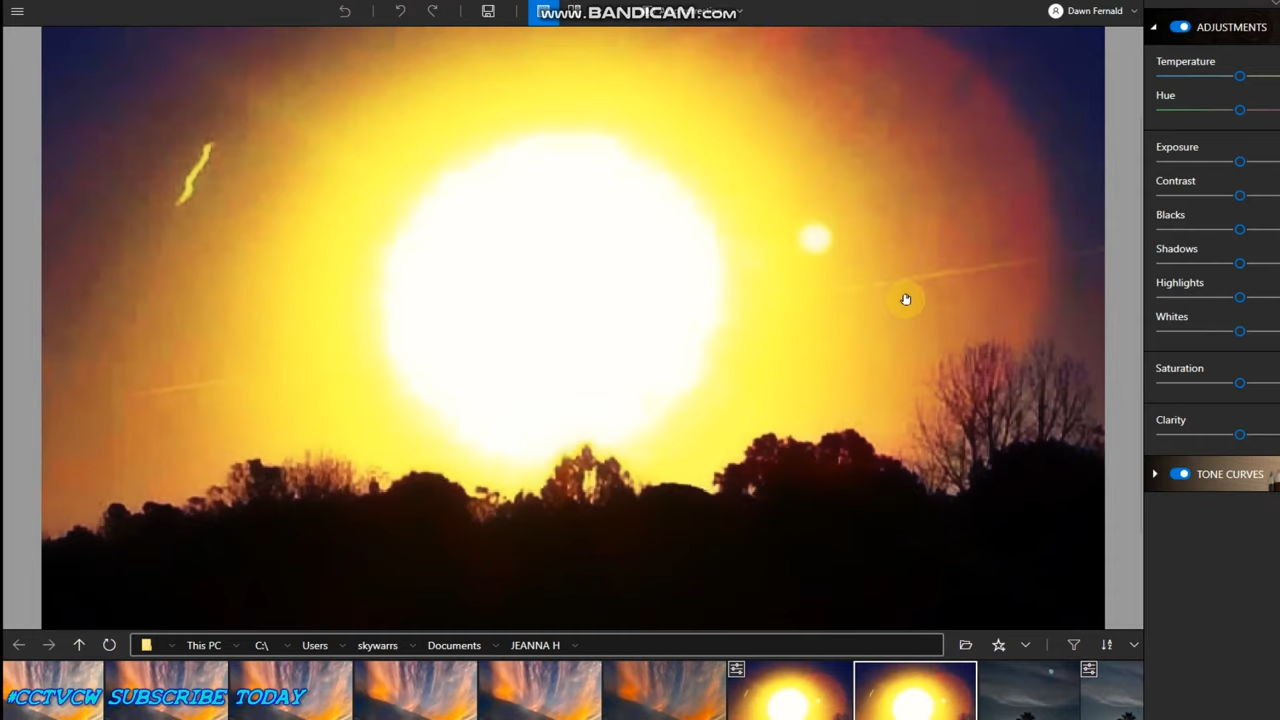 www.BANDICAM.com
Dawn Fernald
ADJUSTMENTS
Temperature
Hue
Exposure
Contrast
Blacks
Shadows
Highlights
Whites
Saturation
Clarity
TONE CURVES
This PC C:\ Users skywarrs Documents JEANNA H
#CCTVCW SUBSCRIBE TODAY